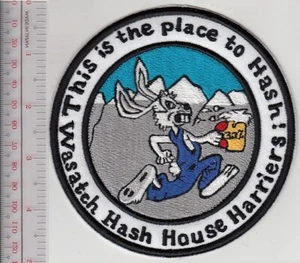 This is the place to Hash!
Wasatch Hash House Harriers!